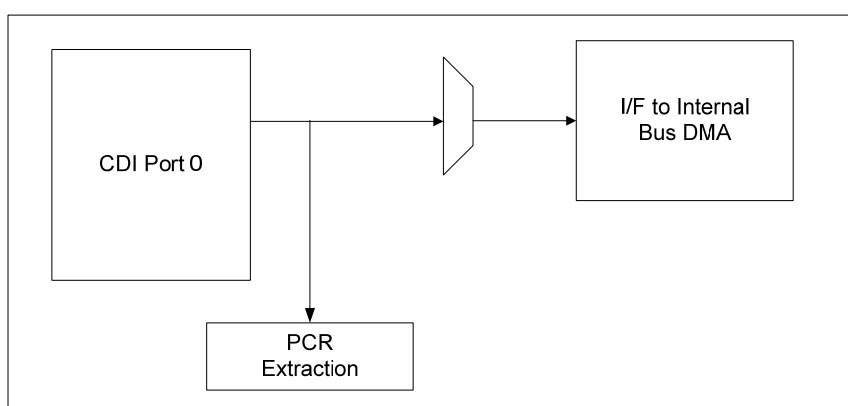 CDI Port 0
I/F to Internal
Bus DMA
PCR
Extraction